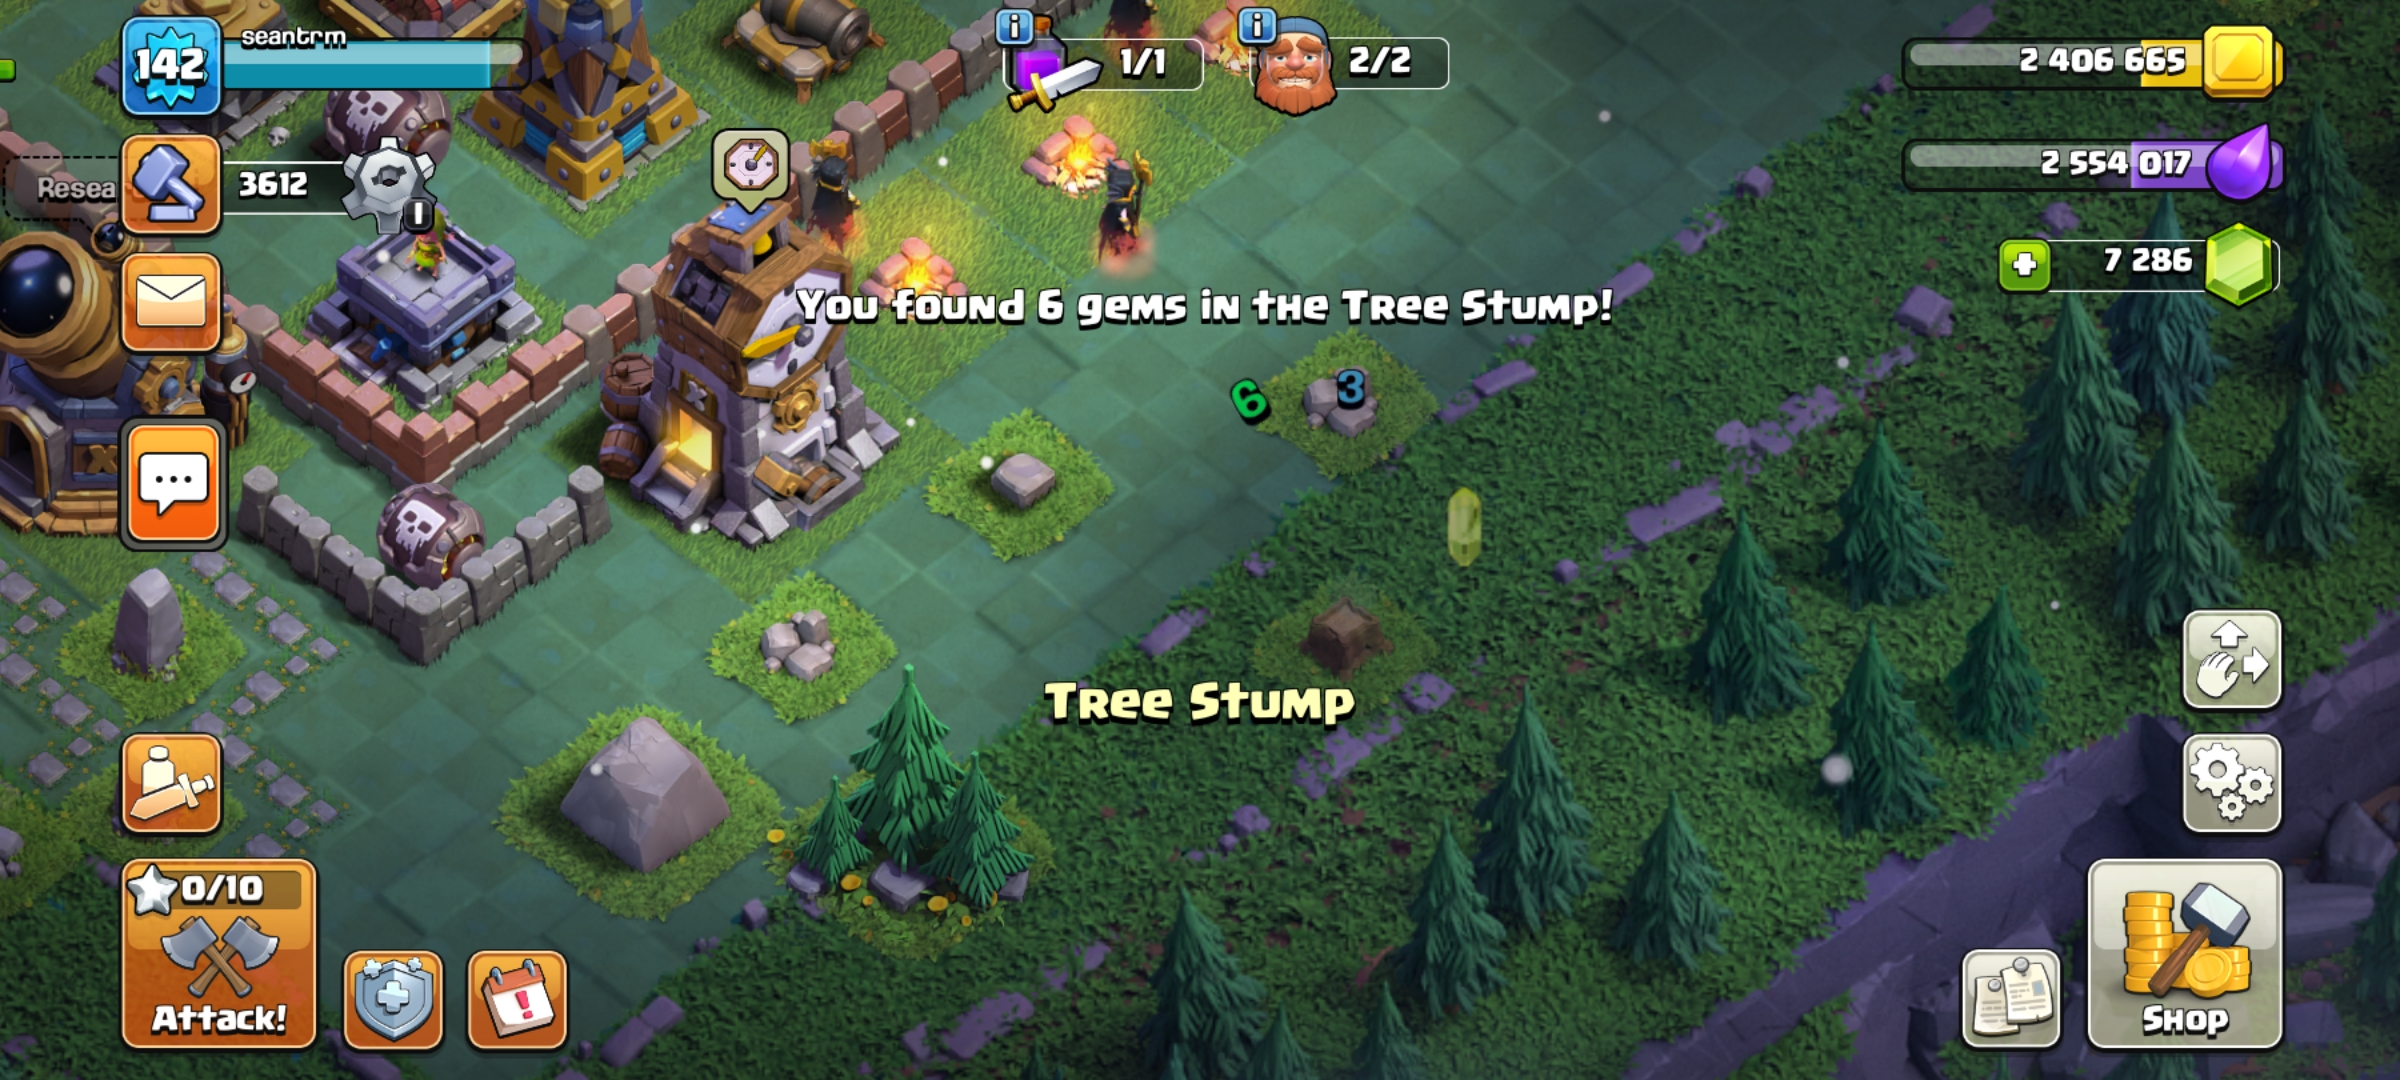 142
seantrm
1/1
2/2
2 406 665
Resea
3612
2 554 017
7 286
You found 6 gems in the Tree Stump!
6
3
Tree Stump
0/10
Attack!
Shop